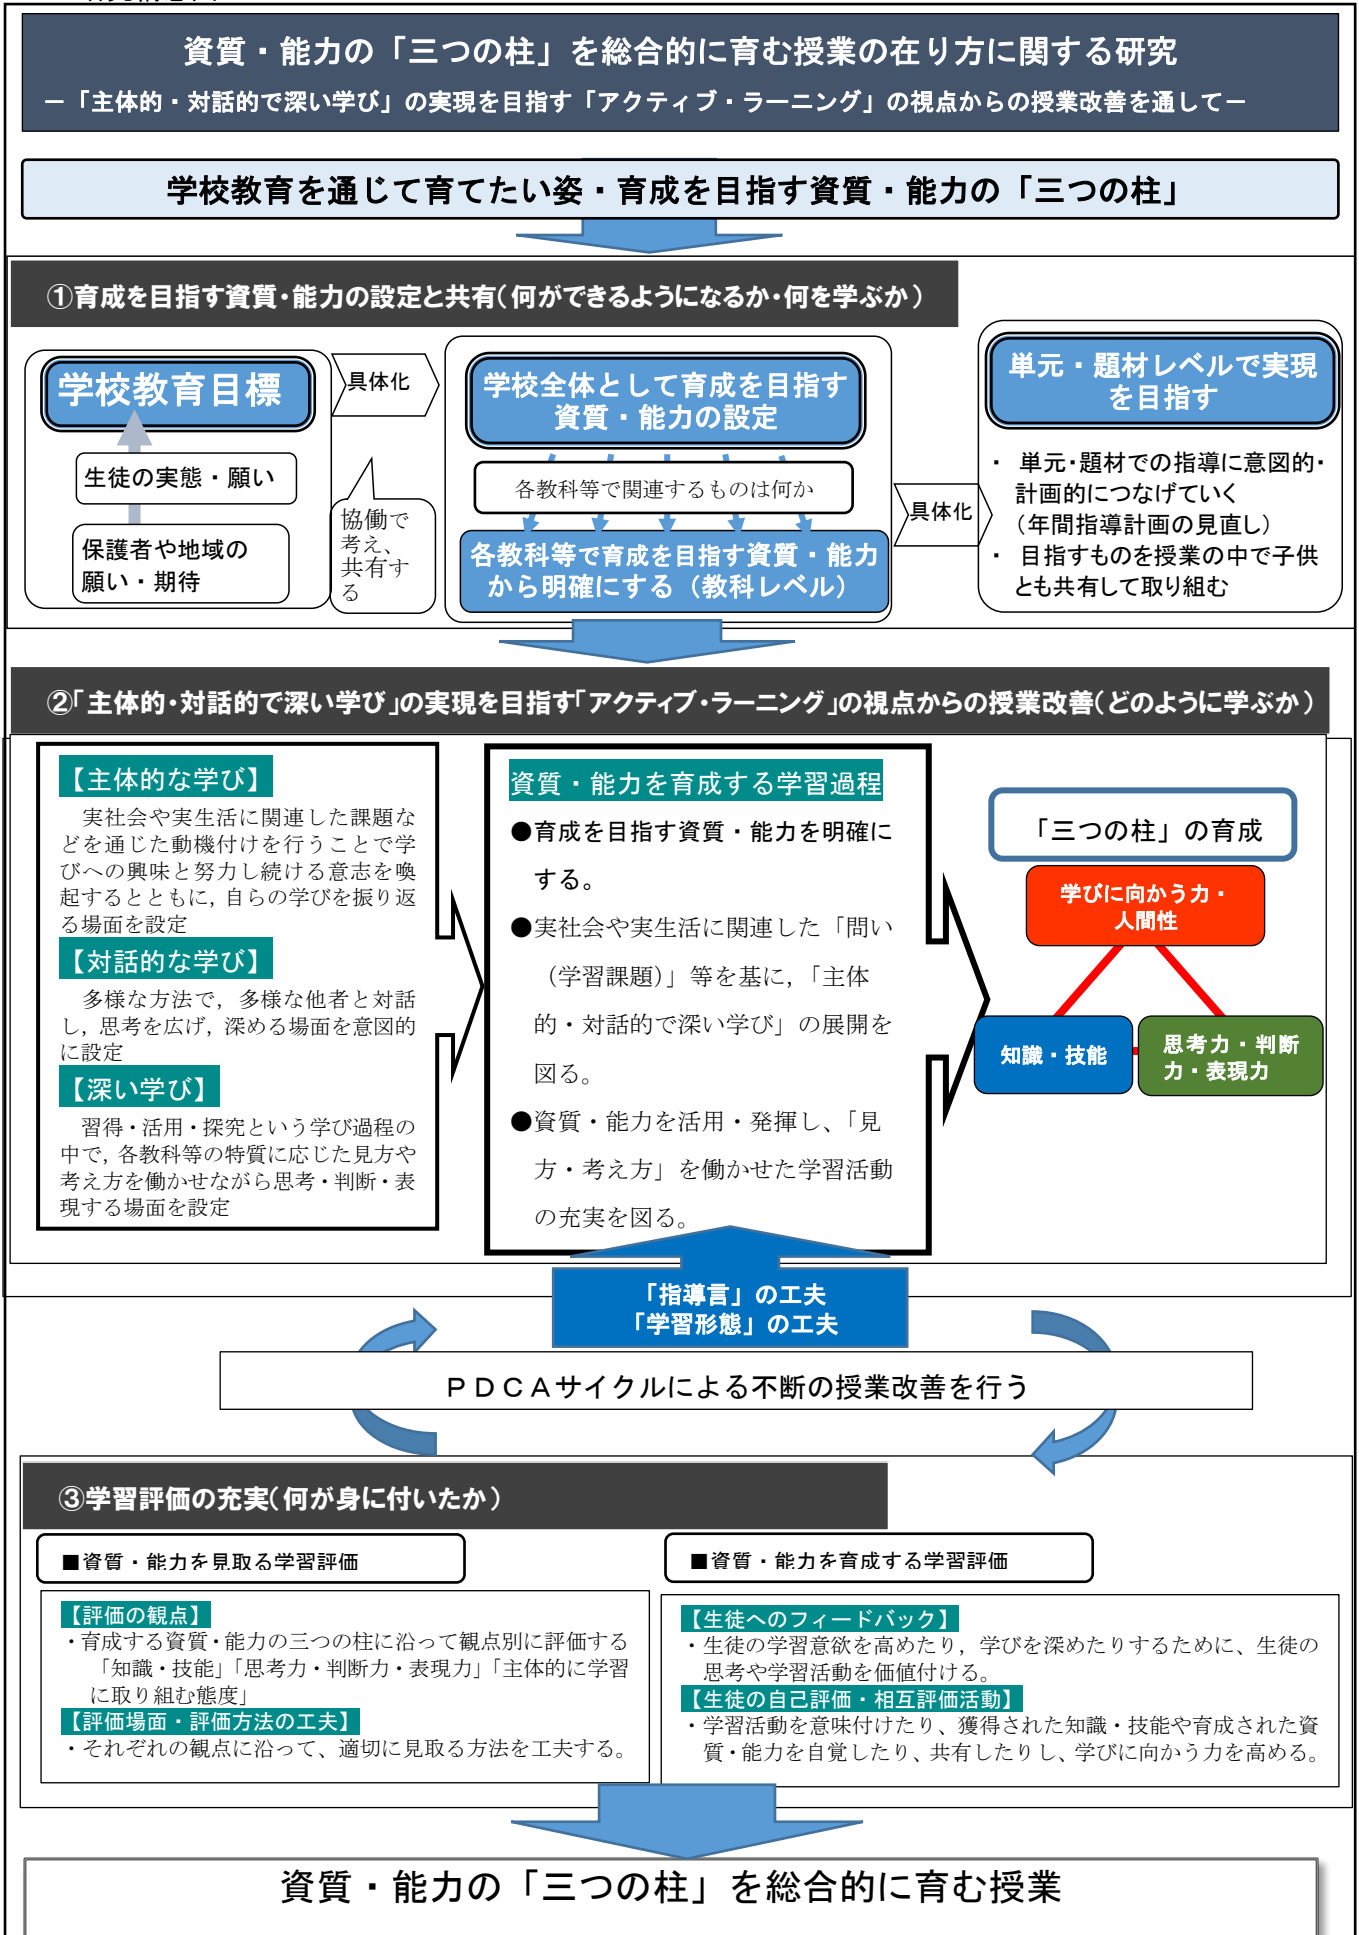 資質・能力の「三つの柱」を総合的に育む授業の在り方に関する研究
－「主体的・対話的で深い学び」の実現を目指す「アクティブ・ラーニング」の視点からの授業改善を通して－
学校教育を通じて育てたい姿・育成を目指す資質・能力の「三つの柱」
①育成を目指す資質・能力の設定と共有（何ができるようになるか・何を学ぶか）
学校教育目標
生徒の実態・願い
保護者や地域の
願い・期待
具体化
協働で
考え、
共有す
る
学校全体として育成を目指す
資質・能力の設定
各教科等で関連するものは何か
各教科等で育成を目指す資質・能力
から明確にする（教科レベル）
具体化
単元・題材レベルで実現
を目指す
・ 単元・題材での指導に意図的・
計画的につなげていく
（年間指導計画の見直し）
・ 目指すものを授業の中で子供
とも共有して取り組む
②「主体的・対話的で深い学び」の実現を目指す「アクティブ・ラーニング」の視点からの授業改善（どのように学ぶか）
【主体的な学び】
実社会や実生活に関連した課題な
どを通じた動機付けを行うことで学
びへの興味と努力し続ける意志を喚
起するとともに，自らの学びを振り返
る場面を設定
【対話的な学び】
多様な方法で，多様な他者と対話
し，思考を広げ，深める場面を意図的
に設定
【深い学び】
習得・活用・探究という学び過程の
中で，各教科等の特質に応じた見方や
考え方を働かせながら思考・判断・表
現する場面を設定
資質・能力を育成する学習過程
●育成を目指す資質・能力を明確に
する。
●実社会や実生活に関連した「問い
（学習課題）」等を基に，「主体
的・対話的で深い学び」の展開を
図る。
●資質・能力を活用・発揮し、「見
方・考え方」を働かせた学習活動
の充実を図る。
「三つの柱」の育成
学びに向かう力・
人間性
知識・技能
思考力・判断
力・表現力
「指導言」の工夫
「学習形態」の工夫
ＰＤＣＡサイクルによる不断の授業改善を行う
③学習評価の充実（何が身に付いたか）
■資質・能力を見取る学習評価
【評価の観点】
・育成する資質・能力の三つの柱に沿って観点別に評価する
「知識・技能」「思考力・判断力・表現力」「主体的に学習
に取り組む態度」
【評価場面・評価方法の工夫】
・それぞれの観点に沿って、適切に見取る方法を工夫する。
■資質・能力を育成する学習評価
【生徒へのフィードバック】
・生徒の学習意欲を高めたり，学びを深めたりするために、生徒の
思考や学習活動を価値付ける。
【生徒の自己評価・相互評価活動】
・学習活動を意味付けたり、獲得された知識・技能や育成された資
質・能力を自覚したり、共有したりし、学びに向かう力を高める。
資質・能力の「三つの柱」を総合的に育む授業